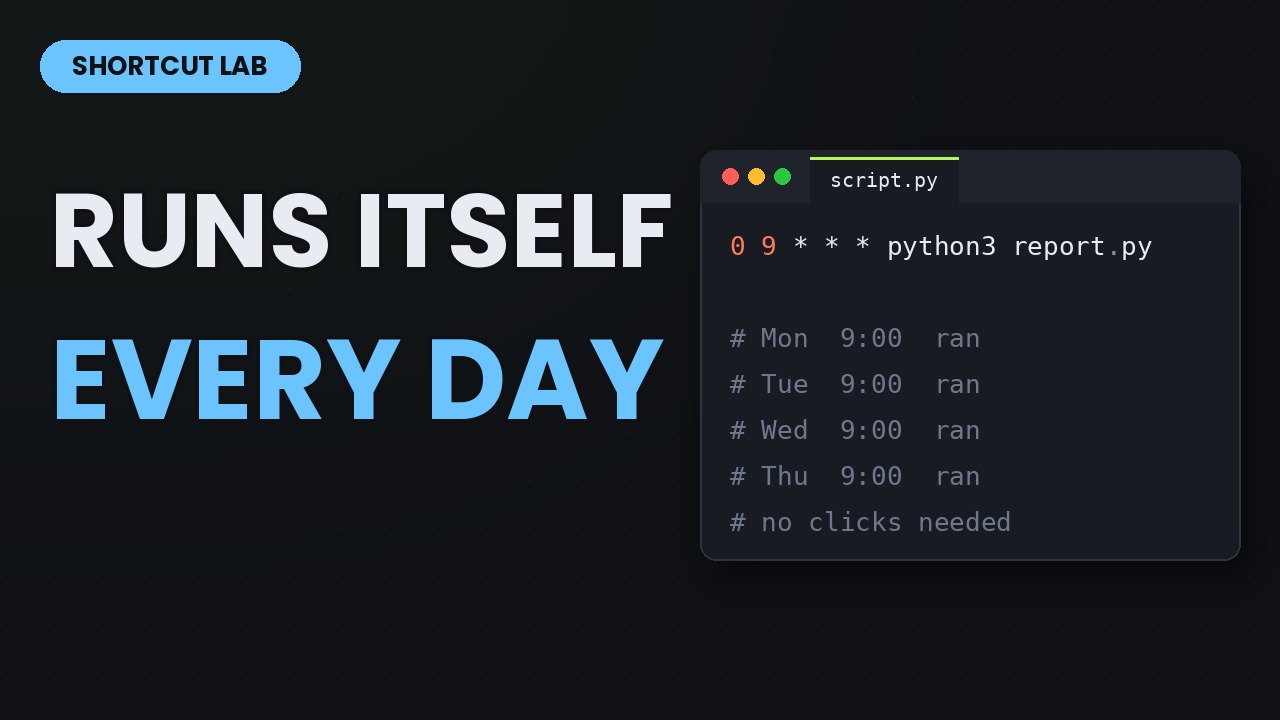 SHORTCUT LAB
RUNS ITSELF
EVERY DAY
script.py
0 9 * * * python3 report.py
# Mon  9:00  ran
# Tue  9:00  ran
# Wed  9:00  ran
# Thu  9:00  ran
# no clicks needed